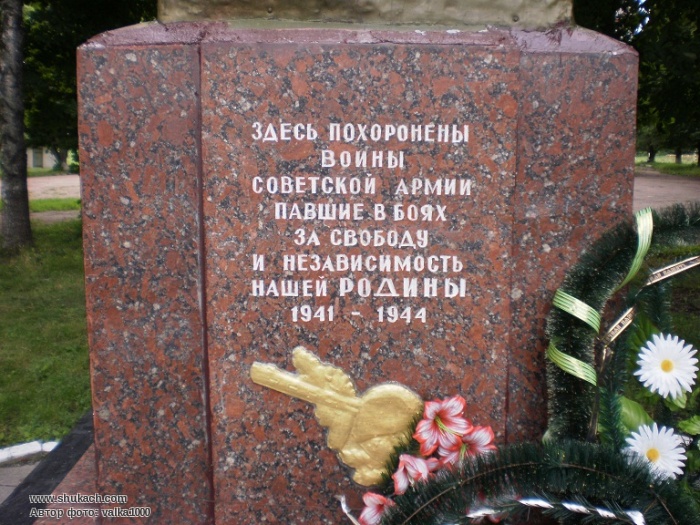 ЗДЕСЬ ПОХОРОНЕНЫ
ВОИНЫ
СОВЕТСКОЙ АРМИИ
ПАВШИЕ В БОЯХ
ЗА СВОБОДУ
И НЕЗАВИСИМОСТЬ
НАШЕЙ РОДИНЫ
1941 - 1944
www.shukach.com
Автор фото: valka1000